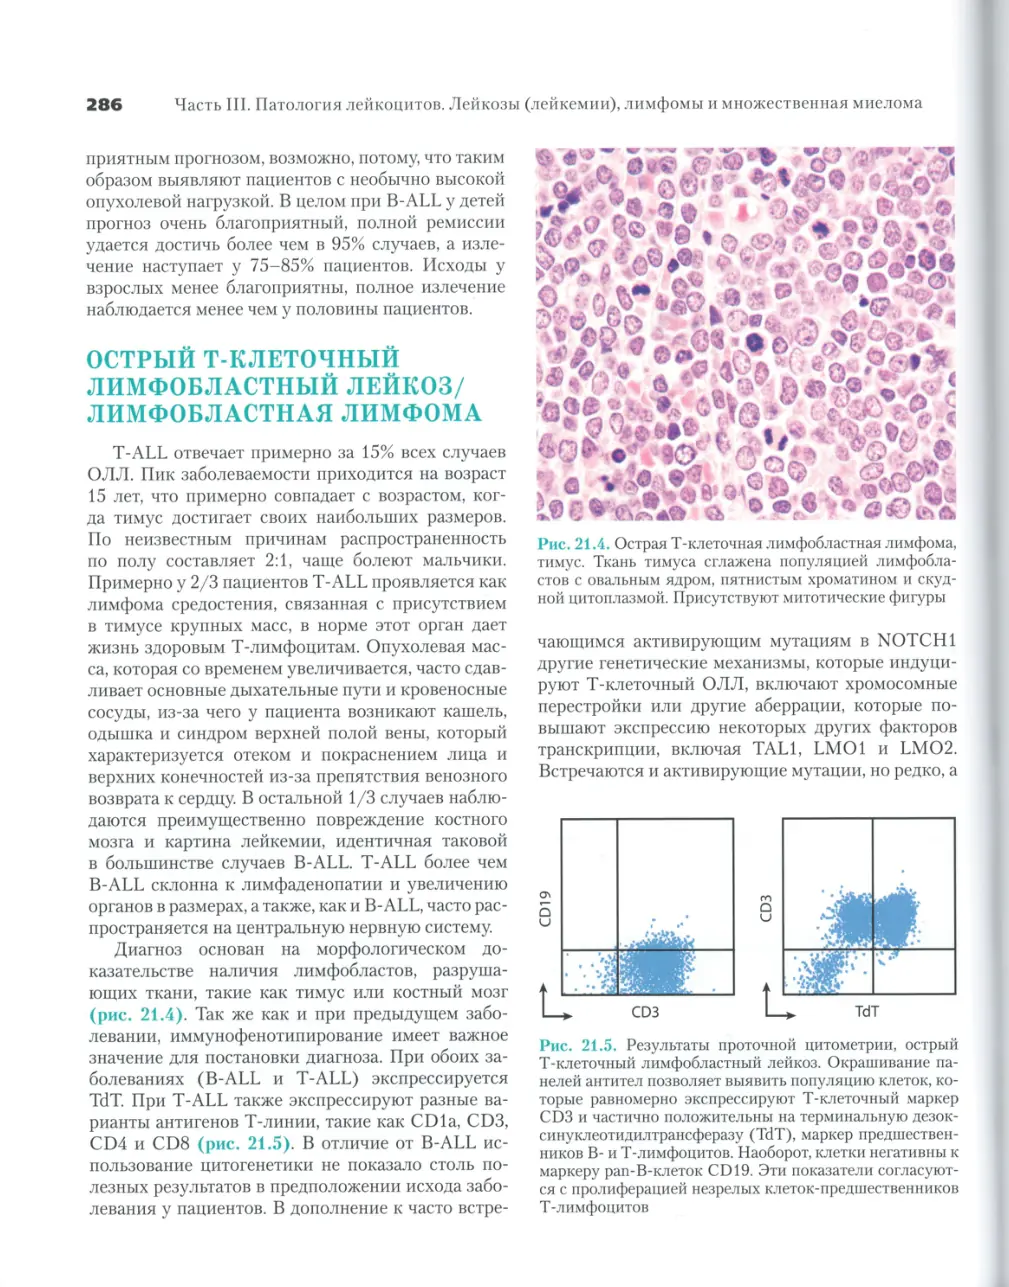 286 Часть III. Патология лейкоцитов. Лейкозы (лейкемии), лимфомы и множественная миелома
приятным прогнозом, возможно, потому, что таким
образом выявляют пациентов с необычно высокой
опухолевой нагрузкой. В целом при B-ALL у детей
прогноз очень благоприятный, полной ремиссии
удается достичь более чем в 95% случаев, а изле-
чение наступает у 75–85% пациентов. Исходы у
взрослых менее благоприятны, полное излечение
наблюдается менее чем у половины пациентов.
ОСТРЫЙ Т-КЛЕТОЧНЫЙ
ЛИМФОБЛАСТНЫЙ ЛЕЙКОЗ/
ЛИМФОБЛАСТНАЯ ЛИМФОМА
T-ALL отвечает примерно за 15% всех случаев
ОЛЛ. Пик заболеваемости приходится на возраст
15 лет, что примерно совпадает с возрастом, ког-
да тимус достигает своих наибольших размеров.
По неизвестным причинам распространенность
по полу составляет 2:1, чаще болеют мальчики.
Примерно у 2/3 пациентов T-ALL проявляется как
лимфома средостения, связанная с присутствием
в тимусе крупных масс, в норме этот орган дает
жизнь здоровым Т-лимфоцитам. Опухолевая мас-
са, которая со временем увеличивается, часто сдав-
ливает основные дыхательные пути и кровеносные
сосуды, из-за чего у пациента возникают кашель,
одышка и синдром верхней полой вены, который
характеризуется отеком и покраснением лица и
верхних конечностей из-за препятствия венозного
возврата к сердцу. В остальной 1/3 случаев наблю-
даются преимущественно повреждение костного
мозга и картина лейкемии, идентичная таковой
в большинстве случаев B-ALL. T-ALL более чем
B-ALL склонна к лимфаденопатии и увеличению
органов в размерах, а также, как и B-ALL, часто рас-
пространяется на центральную нервную систему.
Диагноз основан на морфологическом до-
казательстве наличия лимфобластов, разруша-
ющих ткани, такие как тимус или костный мозг
(рис. 21.4). Так же как и при предыдущем забо-
левании, иммунофенотипирование имеет важное
значение для постановки диагноза. При обоих за-
болеваниях (B-ALL и T-ALL) экспрессируется
TdT. При T-ALL также экспрессируют разные ва-
рианты антигенов Т-линии, такие как CD1a, CD3,
CD4 и CD8 (рис. 21.5). В отличие от B-ALL ис-
пользование цитогенетики не показало столь по-
лезных результатов в предположении исхода забо-
левания у пациентов. В дополнение к часто встре-
Рис. 21.4. Острая Т-клеточная лимфобластная лимфома,
тимус. Ткань тимуса сглажена популяцией лимфобла-
стов с овальным ядром, пятнистым хроматином и скуд-
ной цитоплазмой. Присутствуют митотические фигуры
чающимся активирующим мутациям в NOTCH1
другие генетические механизмы, которые индуци-
руют Т-клеточный ОЛЛ, включают хромосомные
перестройки или другие аберрации, которые по-
вышают экспрессию некоторых других факторов
транскрипции, включая TAL1, LMO1 и LMO2.
Встречаются и активирующие мутации, но редко, а
CD19
CD3
CD3
TdT
Рис. 21.5. Результаты проточной цитометрии, острый
Т-клеточный лимфобластный лейкоз. Окрашивание па-
нелей антител позволяет выявить популяцию клеток, ко-
торые равномерно экспрессируют Т-клеточный маркер
CD3 и частично положительны на терминальную дезок-
синуклеотидилтрансферазу (TdT), маркер предшествен-
ников В- и Т-лимфоцитов. Наоборот, клетки негативны к
маркеру pan-B-клеток CD19. Эти показатели согласуют-
ся с пролиферацией незрелых клеток-предшественников
Т-лимфоцитов